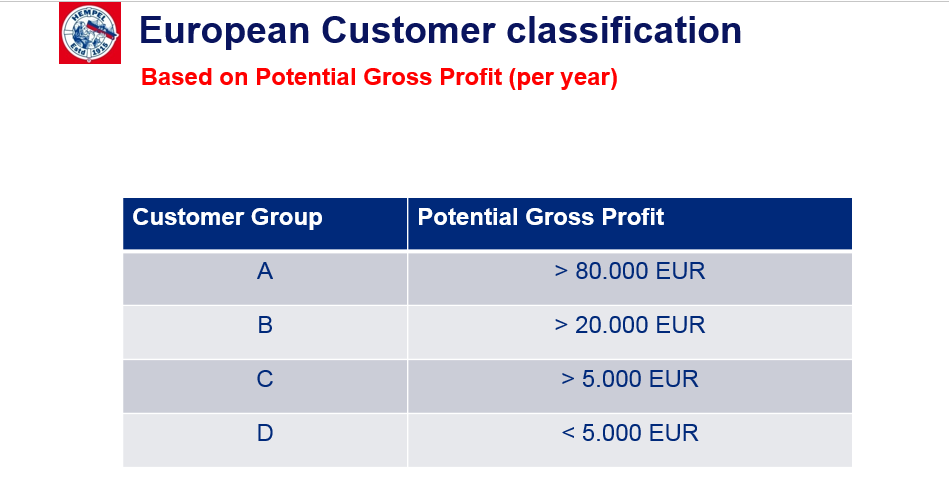 HEMPEL
Estd 1915
European Customer classification
Based on Potential Gross Profit (per year)
Customer Group Potential Gross Profit
A > 80.000 EUR
B > 20.000 EUR
C > 5.000 EUR
D < 5.000 EUR